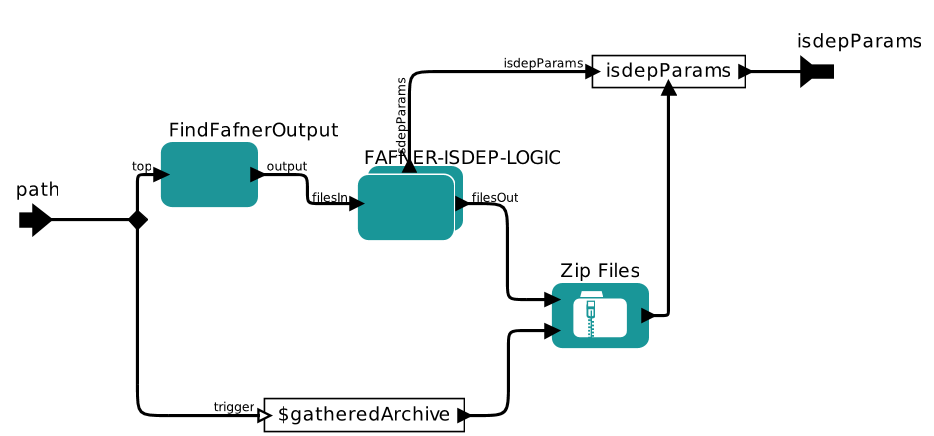 isdepParams
isdepParams
isdepParams
isdepParams
FindFafnerOutput
FAFNER-ISDEP-LOGIC
top
output
path
filesIn
filesOut
Zip Files
trigger
$gatheredArchive